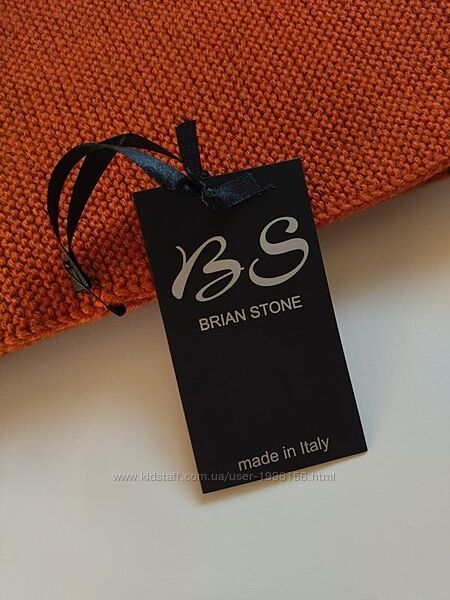 BS
BRIAN STONE
made in Italy
www.kidstaff.com.ua/user-1996156.html